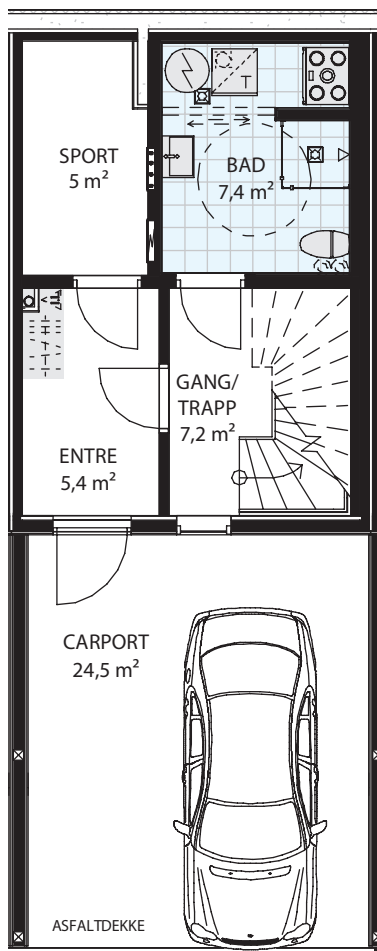 SPORT
5 m²
BAD
7,4 m²
T
GANG/
TRAPP
7,2 m²
ENTRE
5,4 m²
CARPORT
24,5 m²
ASFALTDEKKE